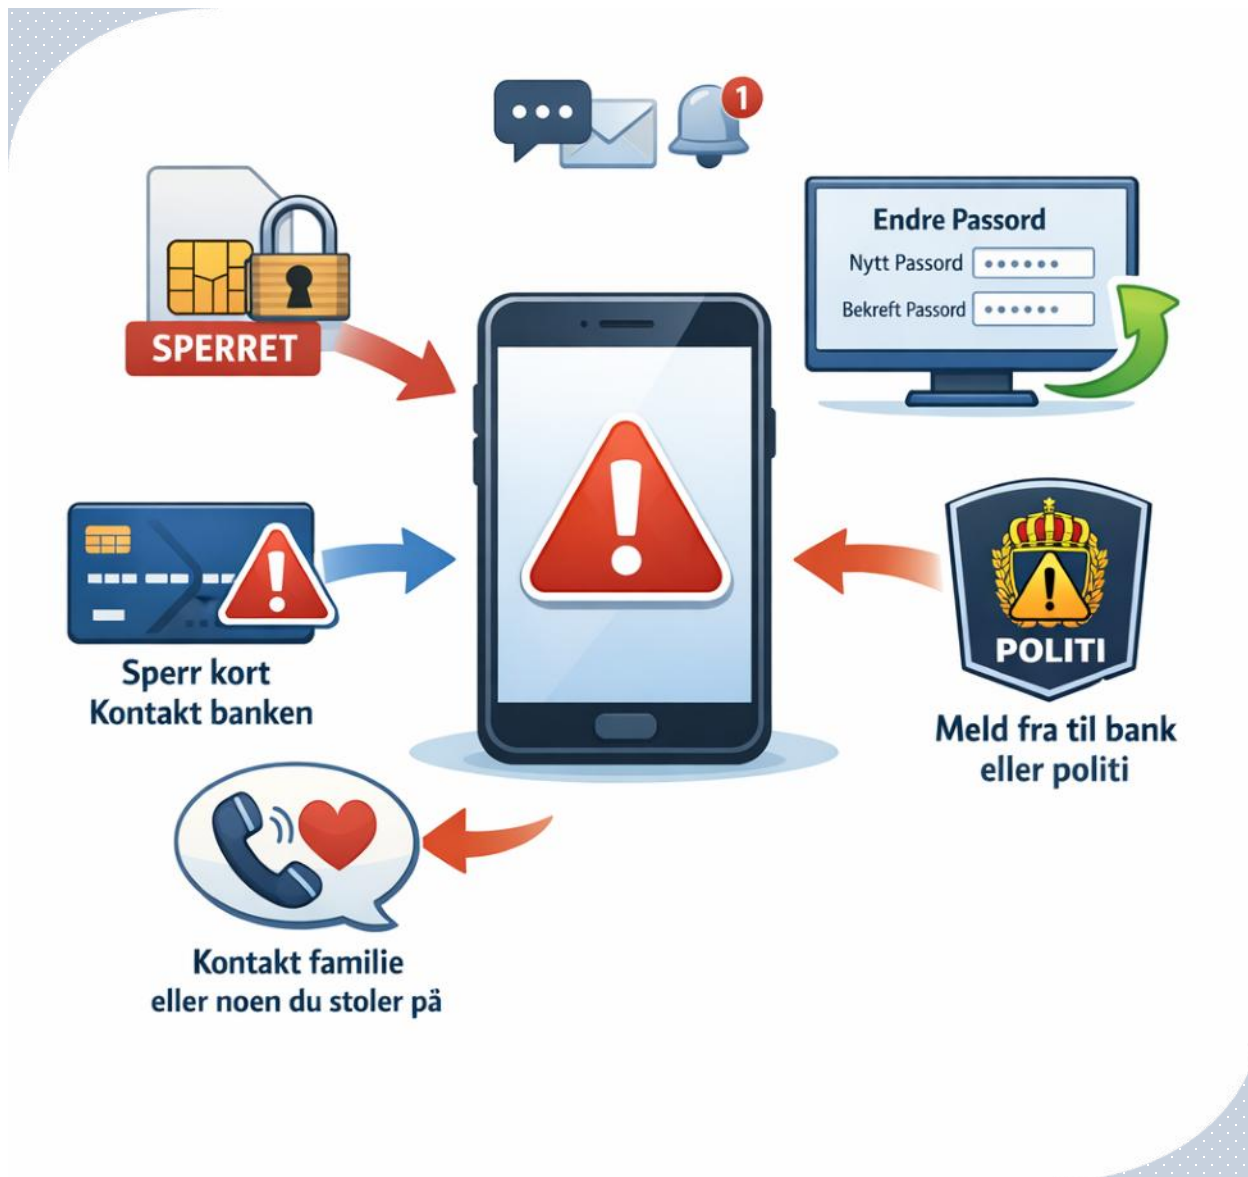 1
Endre Passord
Nytt Passord
Bekreft Passord
SPERRET
POLITI
Sperr kort
Kontakt banken
Meld fra til bank
eller politi
Kontakt familie
eller noen du stoler på